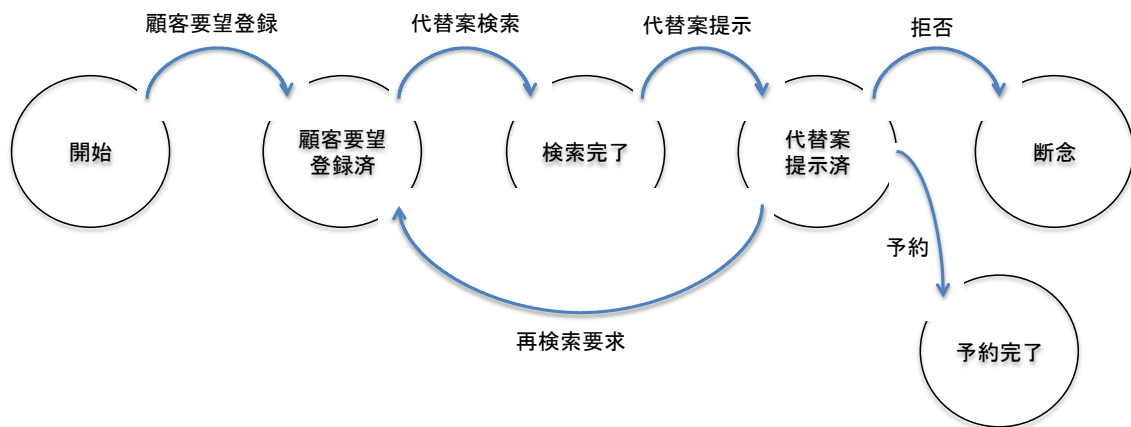 顧客要望登録
代替案検索
代替案提示
拒否
開始
顧客要望
登録済
検索完了
代替案
提示済
断念
予約
再検索要求
予約完了